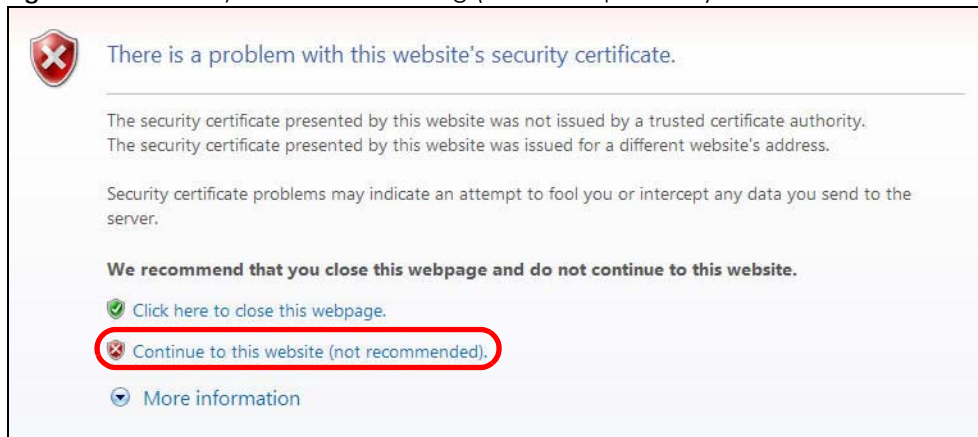 There is a problem with this website's security certificate.
The security certificate presented by this website was not issued by a trusted certificate authority.
The security certificate presented by this website was issued for a different website's address.
Security certificate problems may indicate an attempt to fool you or intercept any data you send to the
server.
We recommend that you close this webpage and do not continue to this website.
Click here to close this webpage.
Continue to this website (not recommended).
More information